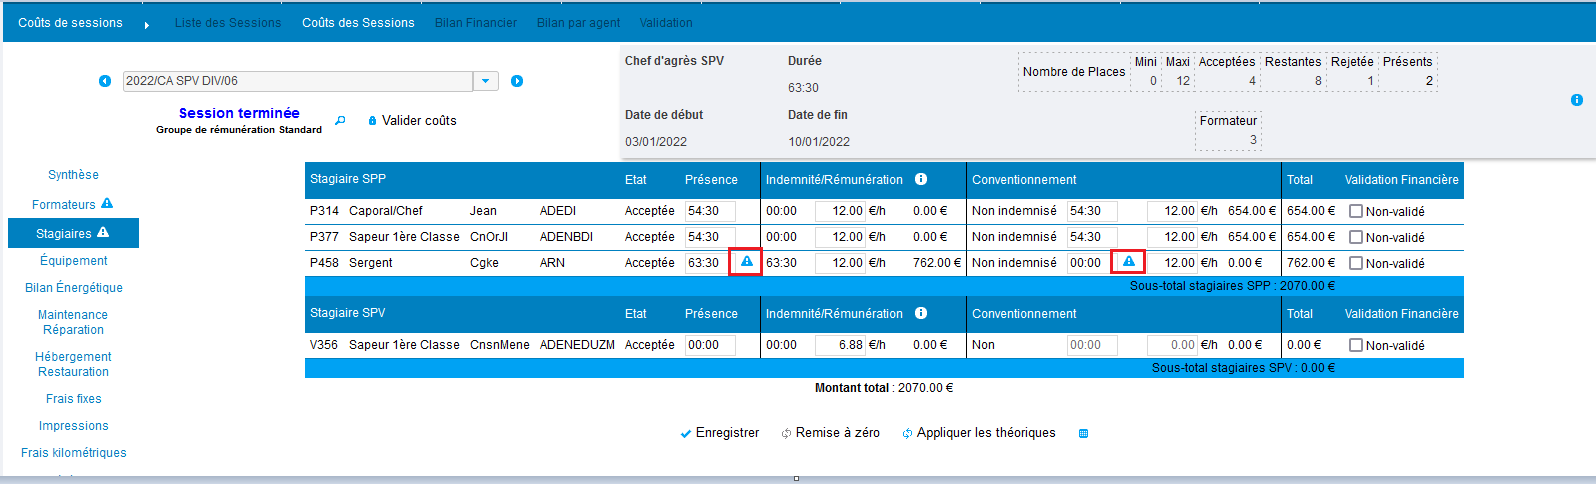 Coûts de sessions Liste des Sessions Coûts des Sessions Bilan Financier Bilan par agent Validation
2022/CA SPV DIV/06
Session terminée
Groupe de rémunération Standard
Valider coûts
Chef d'agrès SPV Durée
63:30
Date de début Date de fin
03/01/2022 10/01/2022
Nombre de Places Mini Maxi Acceptées Restantes Rejetée Présents
0 12 4 8 1 2
Formateur
3
Synthèse
Formateurs
Stagiaires
Équipement
Bilan Énergétique
Maintenance
Réparation
Hébergement
Restauration
Frais fixes
Impressions
Frais kilométriques
Stagiaire SPP Etat Présence Indemnité/Rémunération Conventionnement Total Validation Financière
P314 Caporal/Chef Jean ADEDI Acceptée 54:30 00:00 12.00 €/h 0.00 € Non indemnisé 54:30 12.00 €/h 654.00 € 654.00 € Non-validé
P377 Sapeur 1ère Classe CnOrJI ADENBDI Acceptée 54:30 00:00 12.00 €/h 0.00 € Non indemnisé 54:30 12.00 €/h 654.00 € 654.00 € Non-validé
P458 Sergent Cgke ARN Acceptée 63:30 63:30 12.00 €/h 762.00 € Non indemnisé 00:00 12.00 €/h 0.00 € 762.00 € Non-validé
Sous-total stagiaires SPP : 2070.00 €
Stagiaire SPV Etat Présence Indemnité/Rémunération Conventionnement Total Validation Financière
V356 Sapeur 1ère Classe CnsnMene ADENEDUZM Acceptée 00:00 00:00 6.88 €/h 0.00 € Non 00:00 0.00 €/h 0.00 € 0.00 € Non-validé
Sous-total stagiaires SPV : 0.00 €
Montant total : 2070.00 €
Enregistrer Remise à zéro Appliquer les théoriques